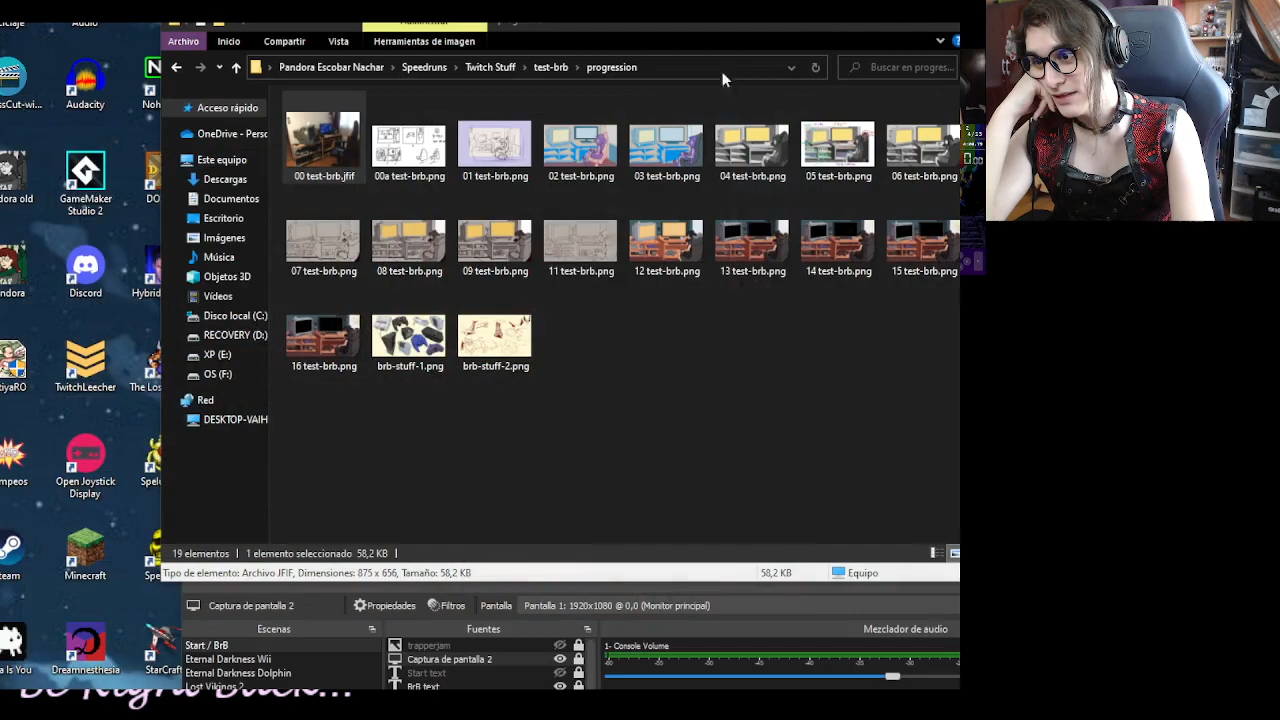 Archivo Inicio Compartir Vista Herramientas de imagen
Pandora Escobar Nachar › Speedruns › Twitch Stuff › test-brb › progression
Buscar en progres...
Acceso rápido
OneDrive - Perso
Este equipo
Descargas
Documentos
Escritorio
Imágenes
Música
Objetos 3D
Vídeos
Disco local (C:)
RECOVERY (D:)
XP (E:)
OS (F:)
Red
DESKTOP-VAIH
00 test-brb.jfif 00a test-brb.png 01 test-brb.png 02 test-brb.png 03 test-brb.png 04 test-brb.png 05 test-brb.png 06 test-brb.png
07 test-brb.png 08 test-brb.png 09 test-brb.png 11 test-brb.png 12 test-brb.png 13 test-brb.png 14 test-brb.png 15 test-brb.png
16 test-brb.png brb-stuff-1.png brb-stuff-2.png
19 elementos 1 elemento seleccionado 58,2 KB
Tipo de elemento: Archivo JFIF, Dimensiones: 875 x 656, Tamaño: 58,2 KB 58,2 KB Equipo
Captura de pantalla 2 Propiedades Filtros Pantalla Pantalla 1: 1920x1080 @ 0,0 (Monitor principal)
Escenas Fuentes Mezclador de audio
Start / BrB
Eternal Darkness Wii
Eternal Darkness Dolphin
Lost Vikings 2
trapperjam
Captura de pantalla 2
Start text
BrB text
1- Console Volume
Audio
Audacity
GameMaker
Studio 2
Discord
TwitchLeecher
Open Joystick
Display
Minecraft
Dreamnesthesia
StarCraf
Be Right Back...